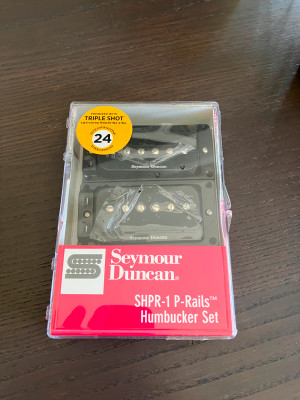 TRIPLE SHOT
24
Seymour Duncan
Seymour Duncan
Seymour
Duncan®
SHPR-1 P-Rails™
Humbucker Set